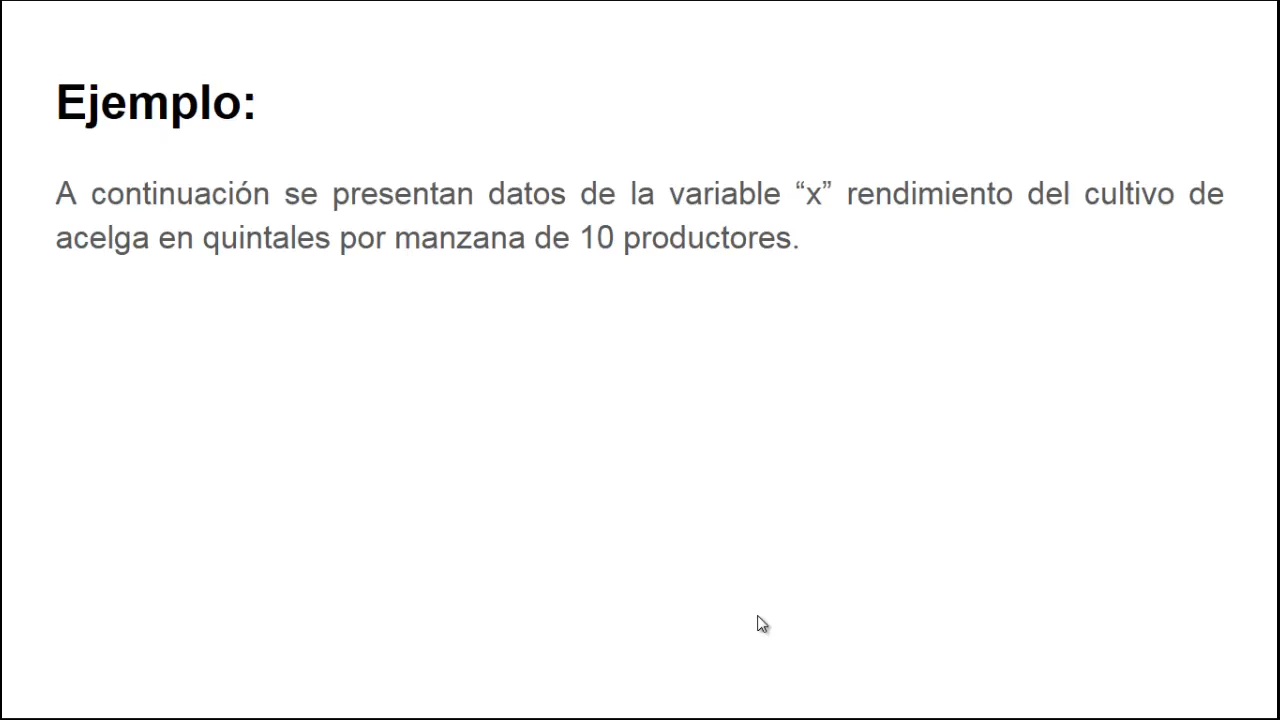 Ejemplo:
A continuación se presentan datos de la variable “x” rendimiento del cultivo de
acelga en quintales por manzana de 10 productores.